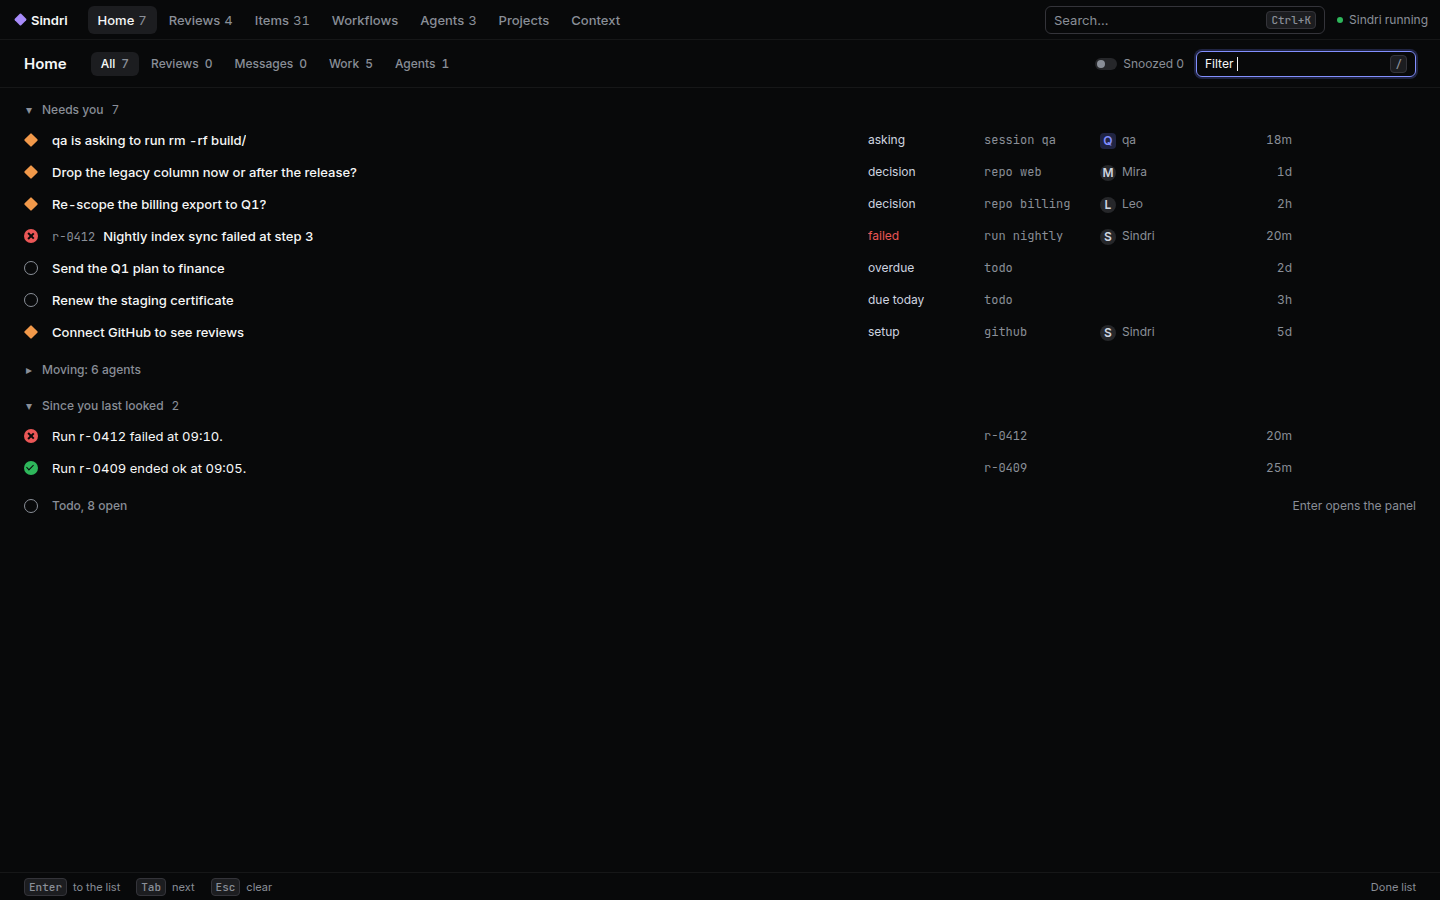 Sindri Home 7 Reviews 4 Items 31 Workflows Agents 3 Projects Context Search... Ctrl+K Sindri running
Home All 7 Reviews 0 Messages 0 Work 5 Agents 1 Snoozed 0 Filter /
Needs you 7
qa is asking to run rm -rf build/ asking session qa Q qa 18m
Drop the legacy column now or after the release? decision repo web M Mira 1d
Re-scope the billing export to Q1? decision repo billing L Leo 2h
r-0412 Nightly index sync failed at step 3 failed run nightly S Sindri 20m
Send the Q1 plan to finance overdue todo 2d
Renew the staging certificate due today todo 3h
Connect GitHub to see reviews setup github S Sindri 5d
Moving: 6 agents
Since you last looked 2
Run r-0412 failed at 09:10. r-0412 20m
Run r-0409 ended ok at 09:05. r-0409 25m
Todo, 8 open Enter opens the panel
Enter to the list Tab next Esc clear Done list